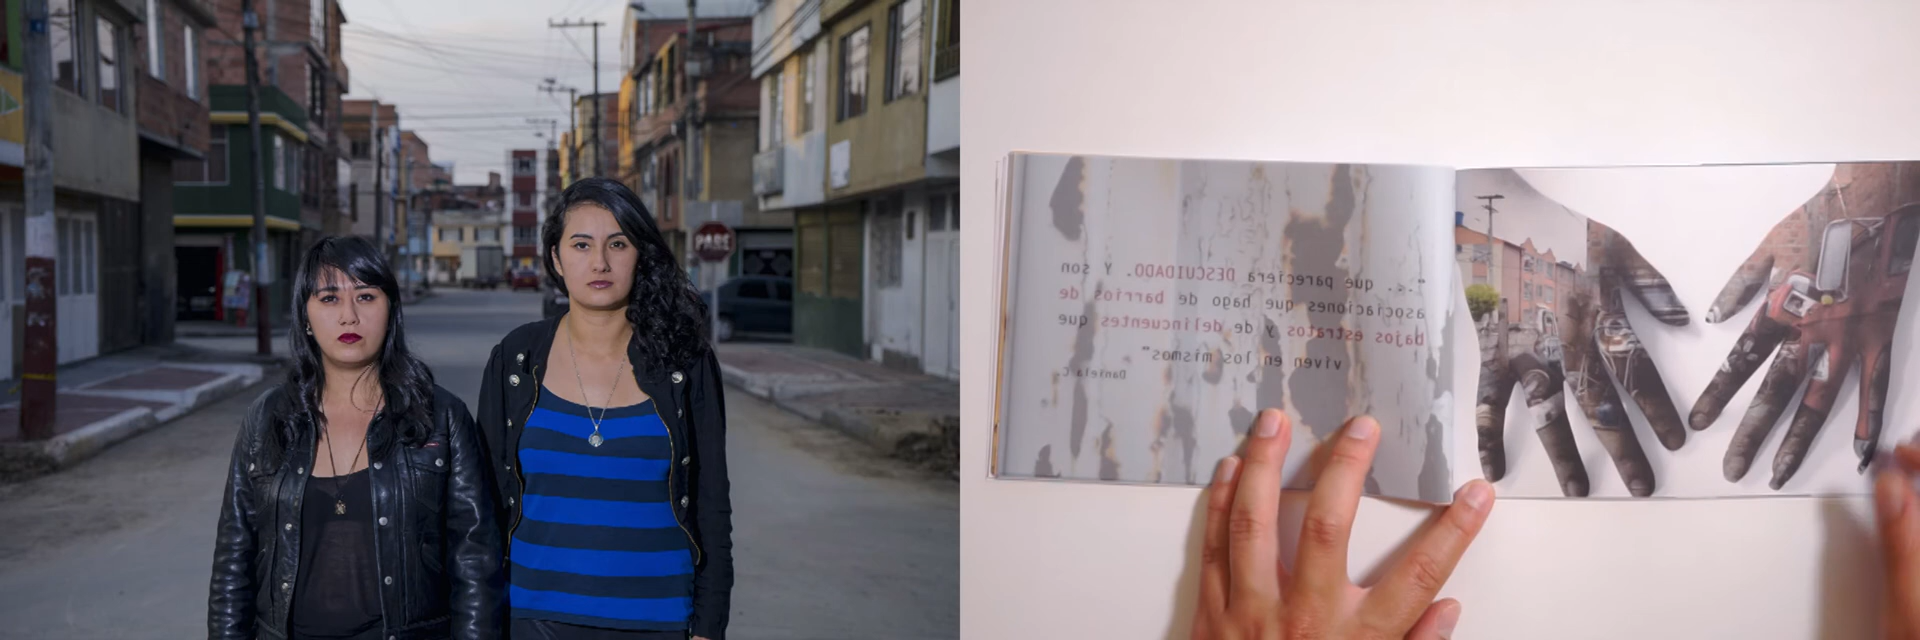 PARE
"... que pareciera DESCUIDADO. Y son
asociaciones que hago de barrios de
bajos estratos y de delincuentes que
viven en los mismos"
Daniela C.